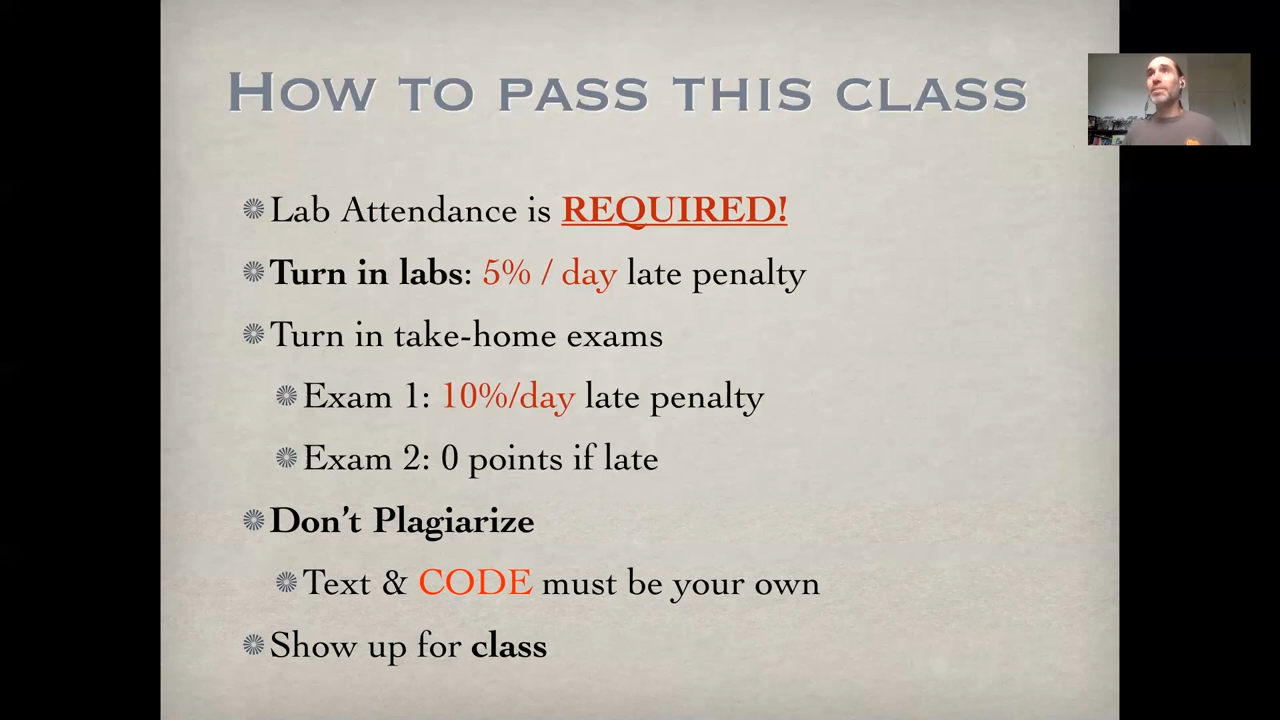 How to pass this class
Lab Attendance is REQUIRED!
Turn in labs: 5% / day late penalty
Turn in take-home exams
Exam 1: 10%/day late penalty
Exam 2: 0 points if late
Don't Plagiarize
Text & CODE must be your own
Show up for class